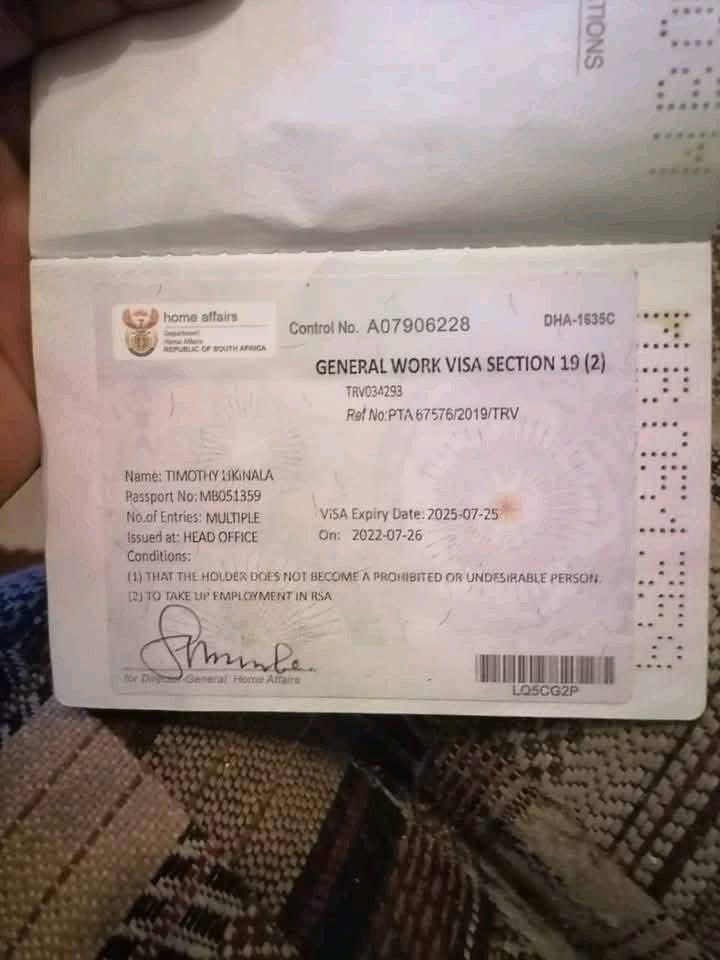 TIONS
home affairs
Department:
Home Affairs
REPUBLIC OF SOUTH AFRICA
Control No. A07906228
DHA-1635C
GENERAL WORK VISA SECTION 19 (2)
TRV034293
Ref No:PTA 67576/2019/TRV
Name: TIMOTHY LIKINALA
Passport No: MB051359
No.of Entries: MULTIPLE
VISA Expiry Date: 2025-07-25
Issued at: HEAD OFFICE
On: 2022-07-26
Conditions:
(1) THAT THE HOLDER DOES NOT BECOME A PROHIBITED OR UNDESIRABLE PERSON.
(2) TO TAKE UP EMPLOYMENT IN RSA
for Director-General Home Affairs
LQ5CG2P